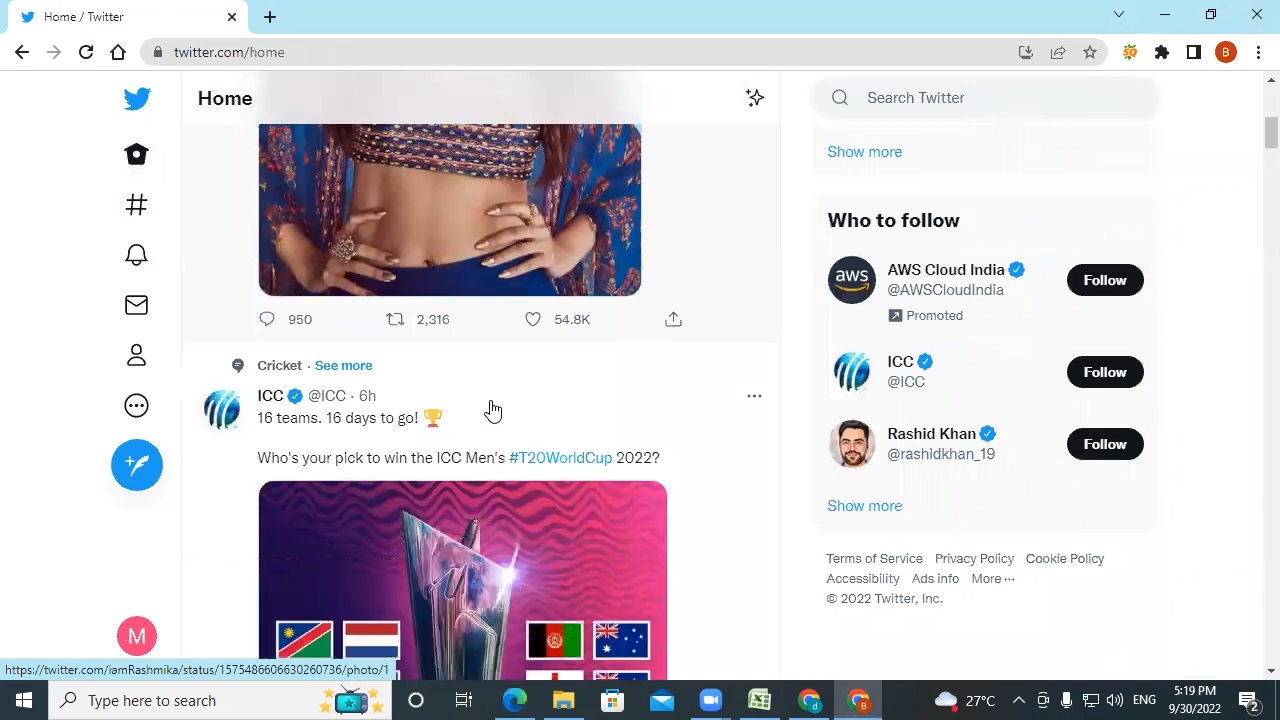 Home / Twitter
twitter.com/home
SQ
B
Home
Search Twitter
Show more
Who to follow
aws
AWS Cloud India
@AWSCloudIndia
Promoted
Follow
ICC
@ICC
Follow
Rashid Khan
@rashidkhan_19
Follow
Show more
Terms of Service Privacy Policy Cookie Policy
Accessibility Ads info More ···
© 2022 Twitter, Inc.
950 2,316 54.8K
Cricket · See more
ICC @ICC · 6h
16 teams. 16 days to go!
Who's your pick to win the ICC Men's #T20WorldCup 2022?
M
https://twitter.com/iamRashmika/status/1575486606630260736/photo/1
Type here to search
d
B
27°C
ENG
5:19 PM
9/30/2022
2